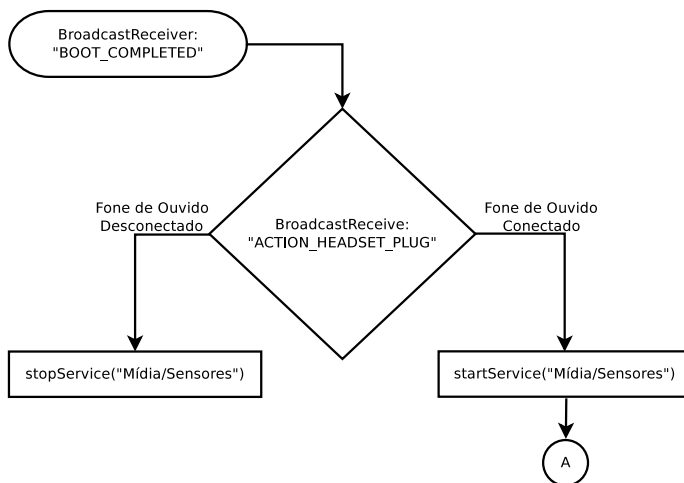 BroadcastReceiver:
"BOOT_COMPLETED"
Fone de Ouvido
Desconectado
BroadcastReceive:
"ACTION_HEADSET_PLUG"
Fone de Ouvido
Conectado
stopService("Mídia/Sensores")
startService("Mídia/Sensores")
A